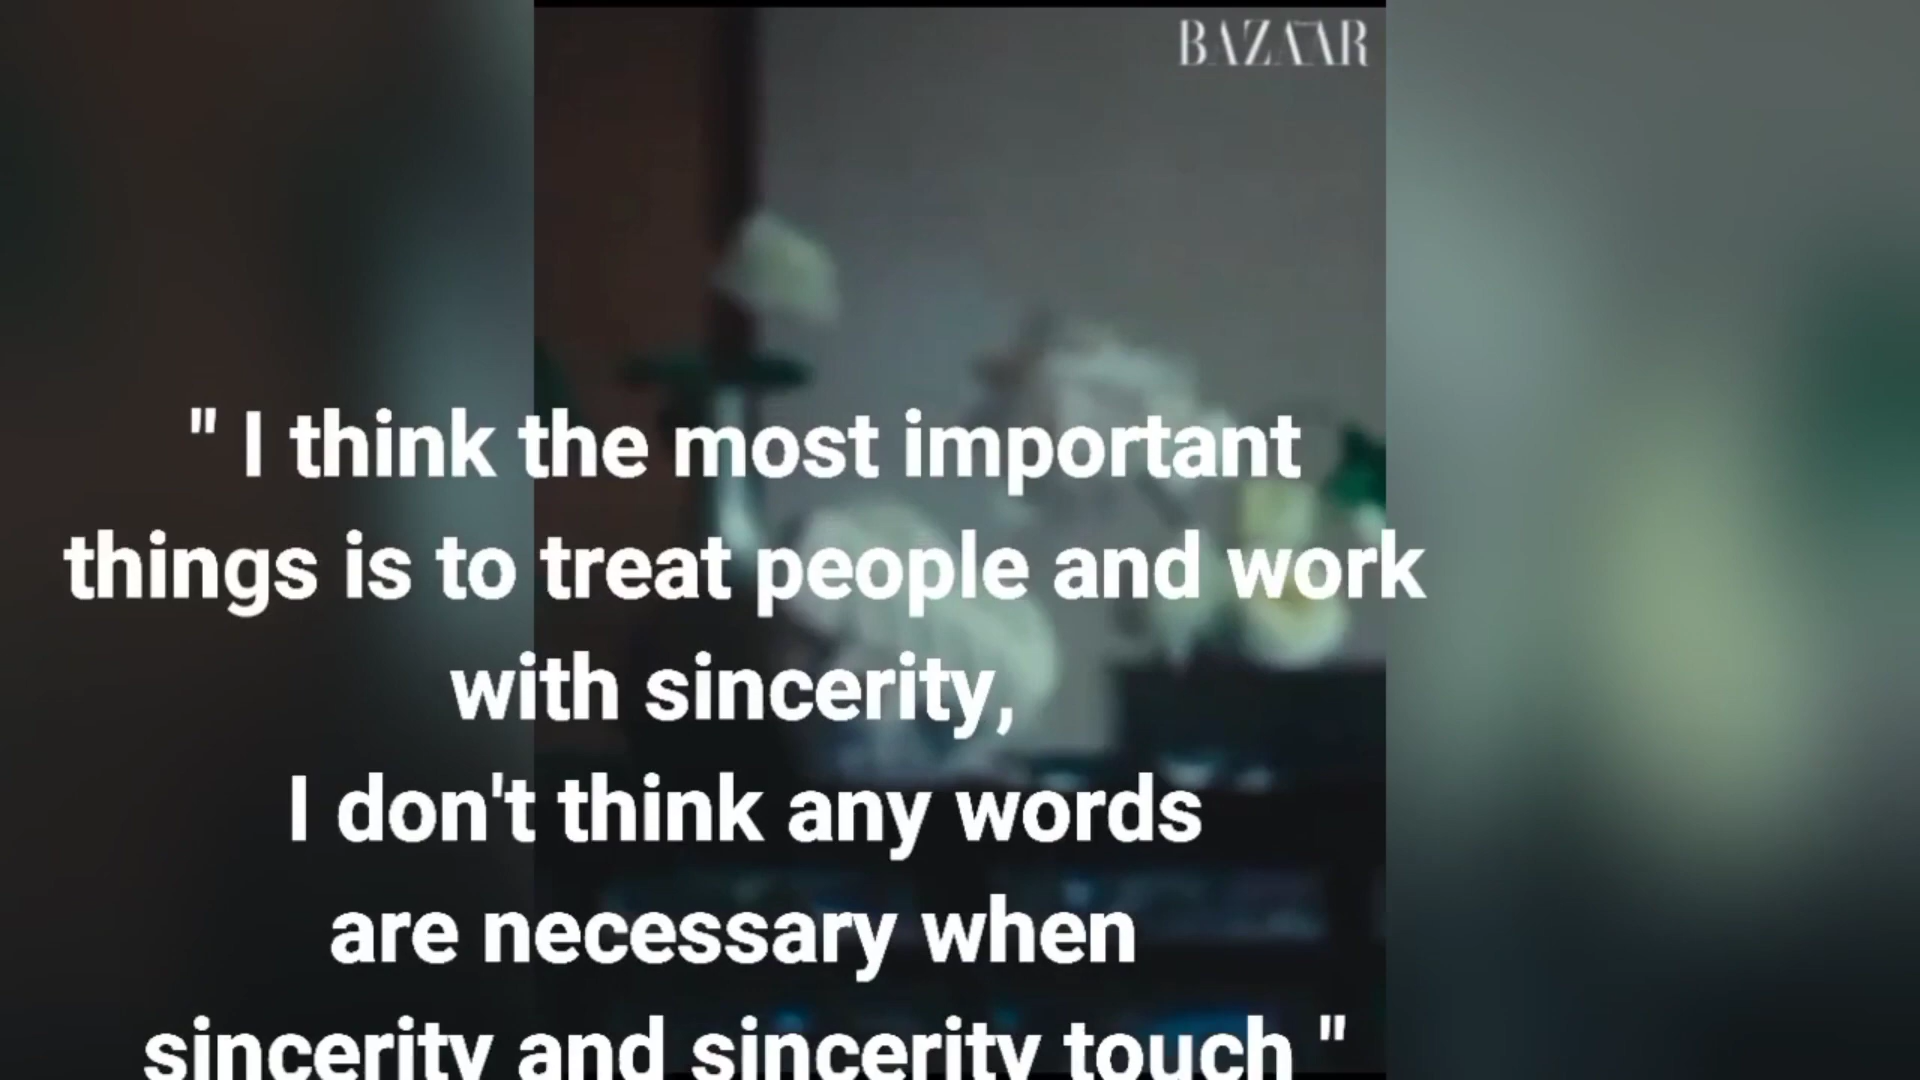 BAZAAR
" I think the most important
things is to treat people and work
with sincerity,
I don't think any words
are necessary when
sincerity and sincerity touch "